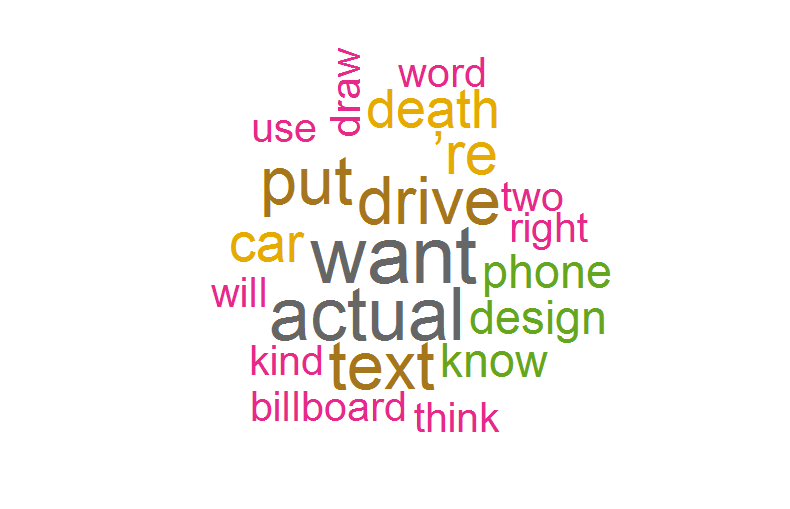 draw
word
death
use
're
put
drive
two
right
car
want
phone
will
actual
design
kind
text
know
billboard
think